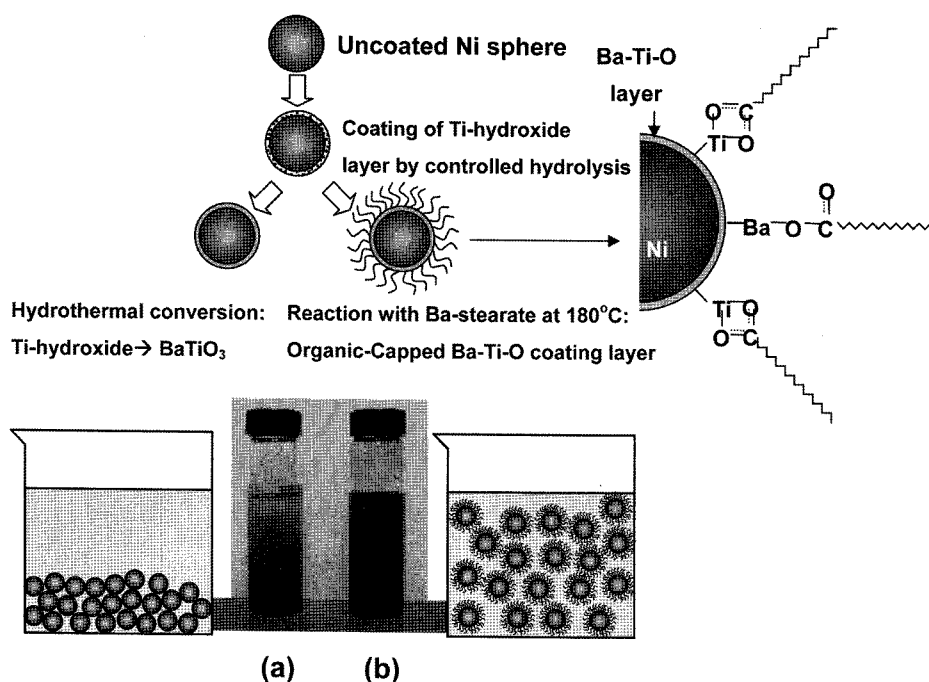 Uncoated Ni sphere
Coating of Ti-hydroxide
layer by controlled hydrolysis
Hydrothermal conversion:
Ti-hydroxide→ BaTiO₃
Reaction with Ba-stearate at 180°C:
Organic-Capped Ba-Ti-O coating layer
Ba-Ti-O
layer
O C
Ti O
O
Ba O C
Ni
Ti O
O C
(a) (b)